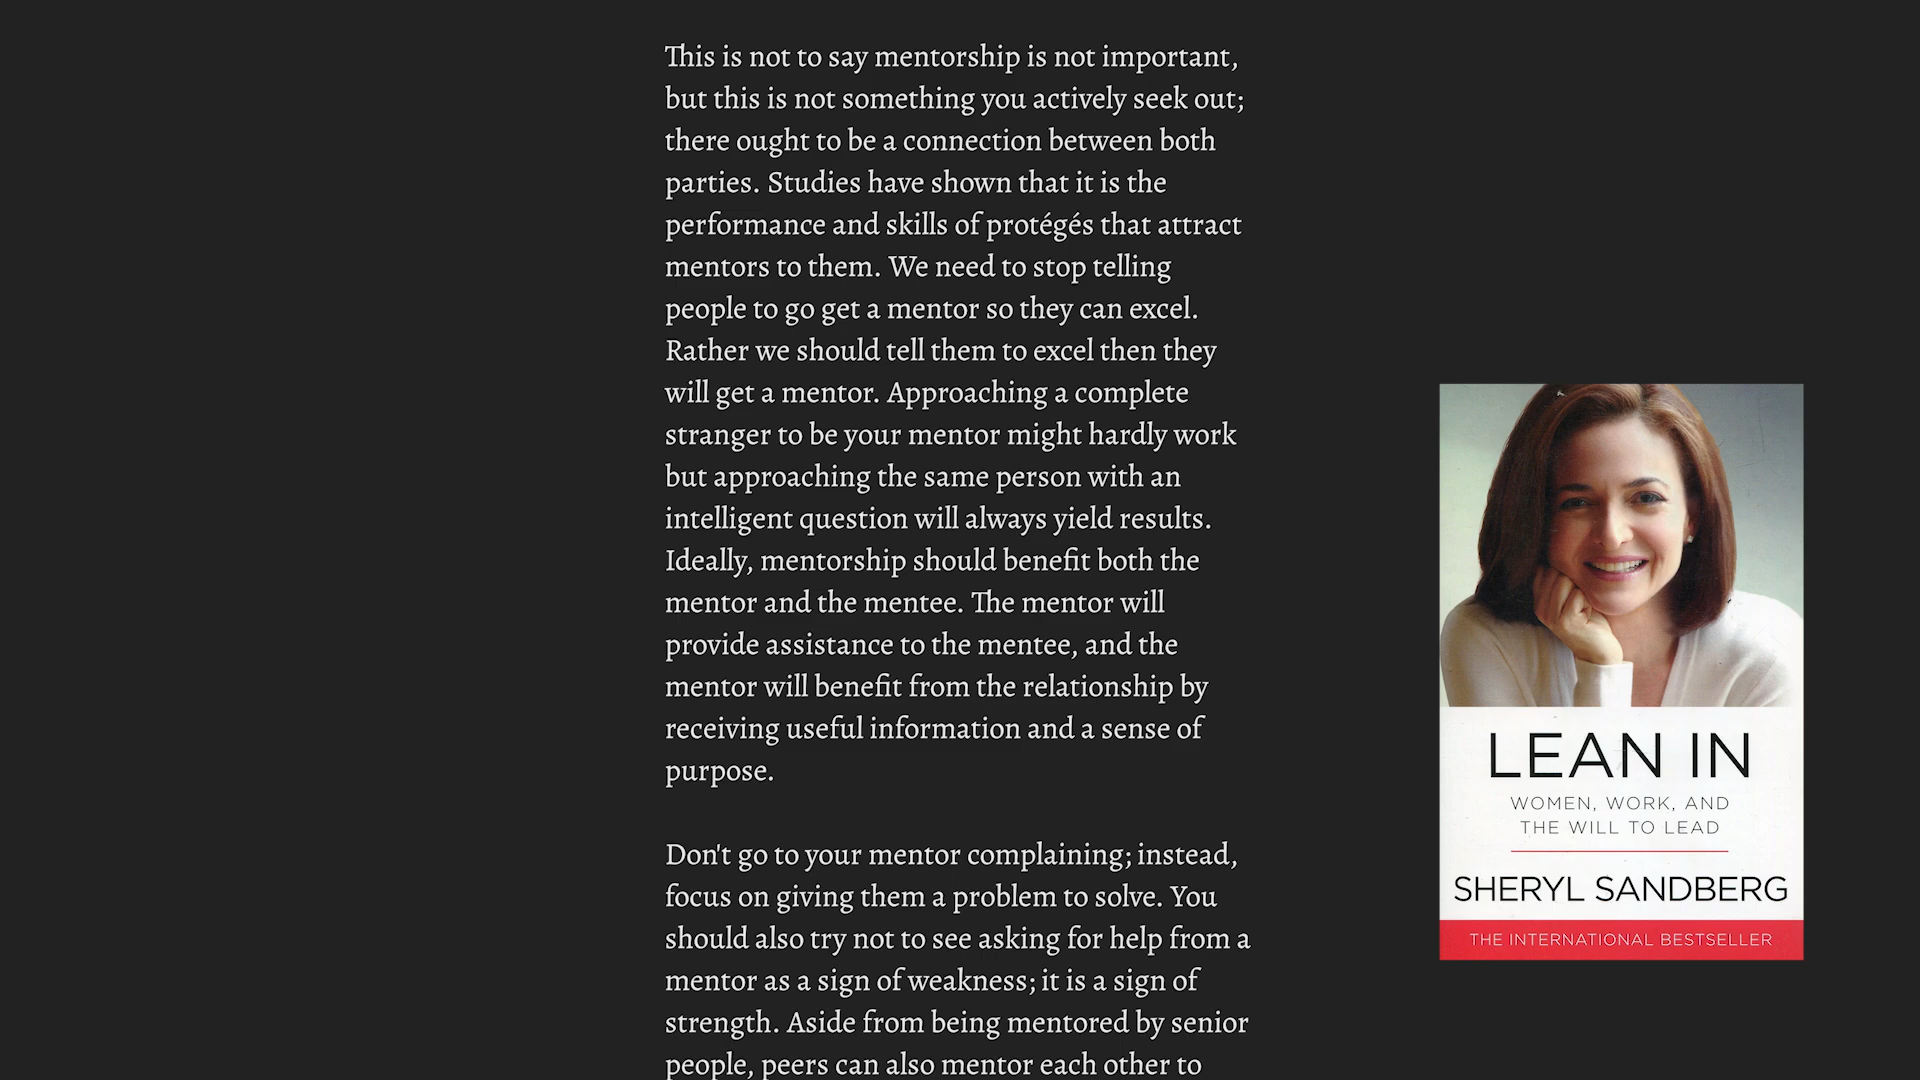 This is not to say mentorship is not important,
but this is not something you actively seek out;
there ought to be a connection between both
parties. Studies have shown that it is the
performance and skills of protégés that attract
mentors to them. We need to stop telling
people to go get a mentor so they can excel.
Rather we should tell them to excel then they
will get a mentor. Approaching a complete
stranger to be your mentor might hardly work
but approaching the same person with an
intelligent question will always yield results.
Ideally, mentorship should benefit both the
mentor and the mentee. The mentor will
provide assistance to the mentee, and the
mentor will benefit from the relationship by
receiving useful information and a sense of
purpose.
Don't go to your mentor complaining; instead,
focus on giving them a problem to solve. You
should also try not to see asking for help from a
mentor as a sign of weakness; it is a sign of
strength. Aside from being mentored by senior
people, peers can also mentor each other to
LEAN IN
WOMEN, WORK, AND
THE WILL TO LEAD
SHERYL SANDBERG
THE INTERNATIONAL BESTSELLER